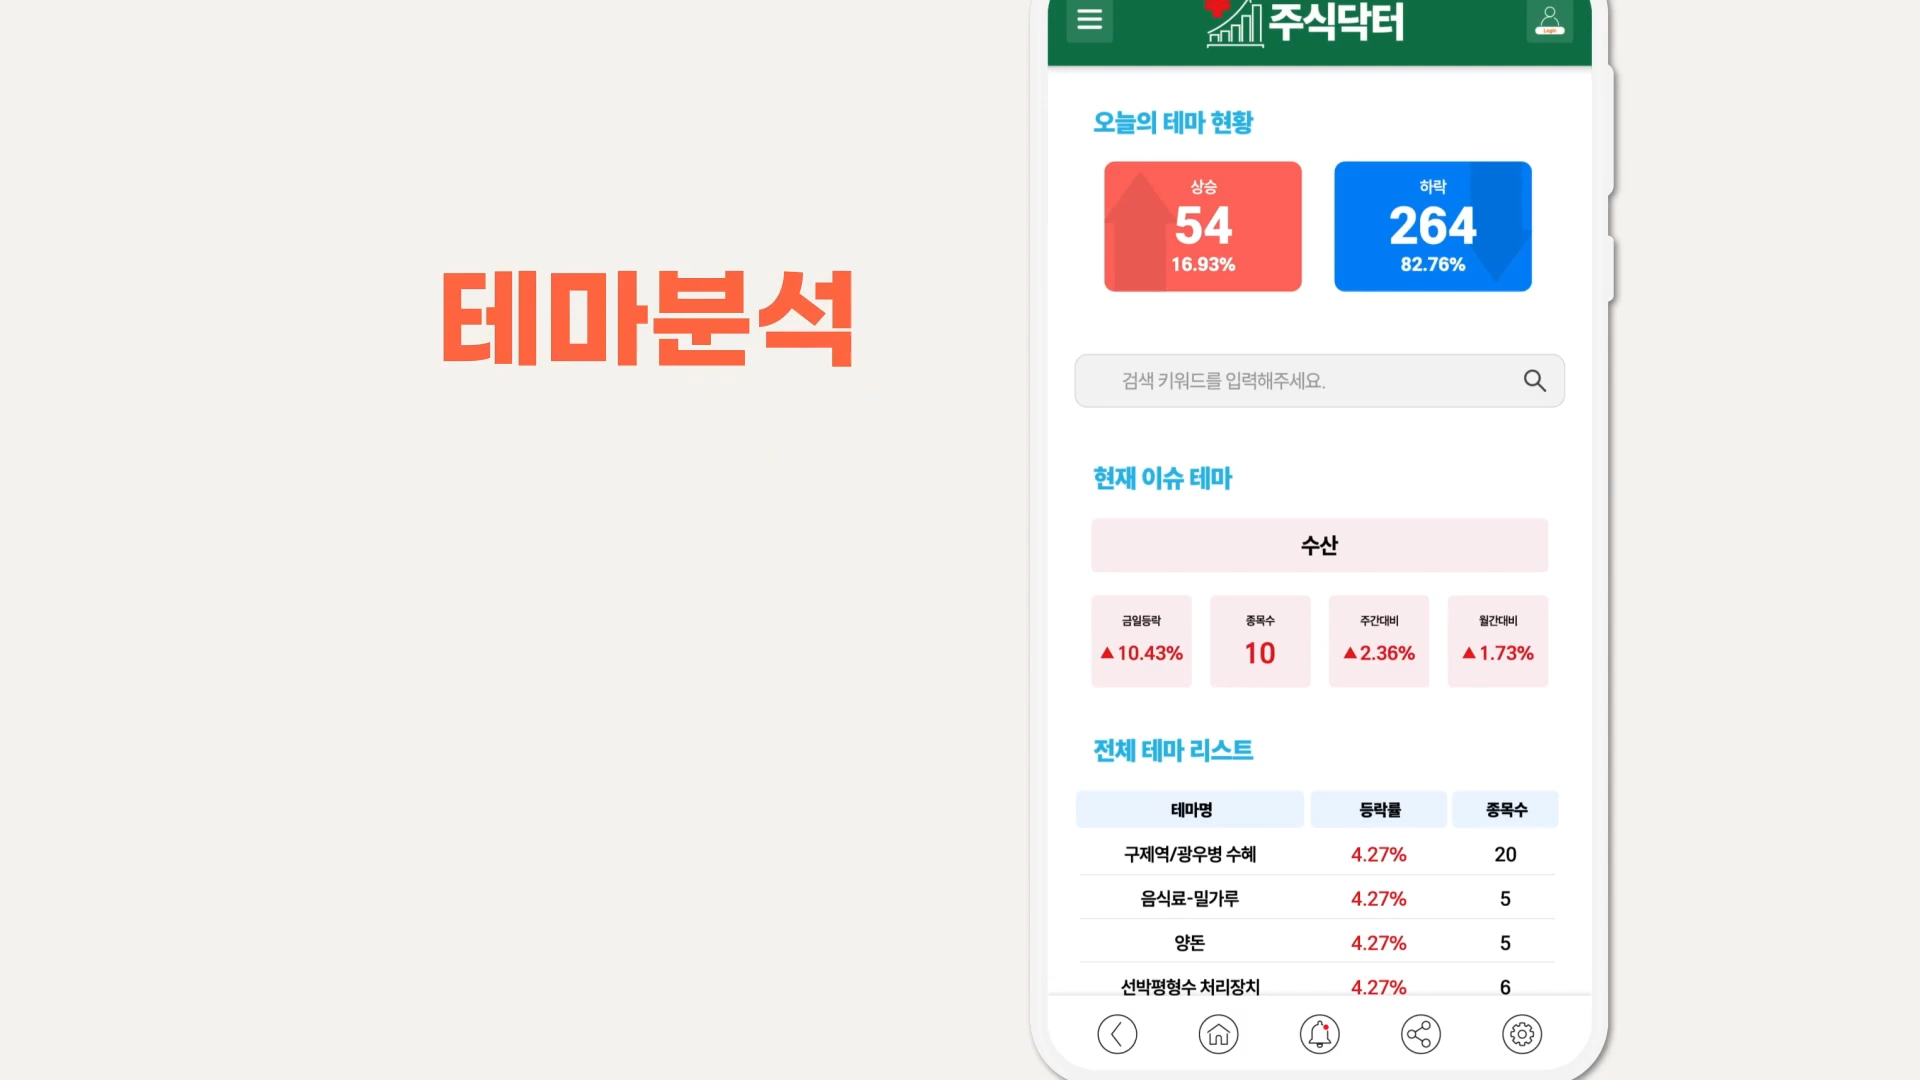 테마분석
주식닥터
Login
오늘의 테마 현황
상승
54
16.93%
하락
264
82.76%
검색 키워드를 입력해주세요.
현재 이슈 테마
수산
금일등락
▲10.43%
종목수
10
주간대비
▲2.36%
월간대비
▲1.73%
전체 테마 리스트
테마명 등락률 종목수
구제역/광우병 수혜 4.27% 20
음식료-밀가루 4.27% 5
양돈 4.27% 5
선박평형수 처리장치 4.27% 6